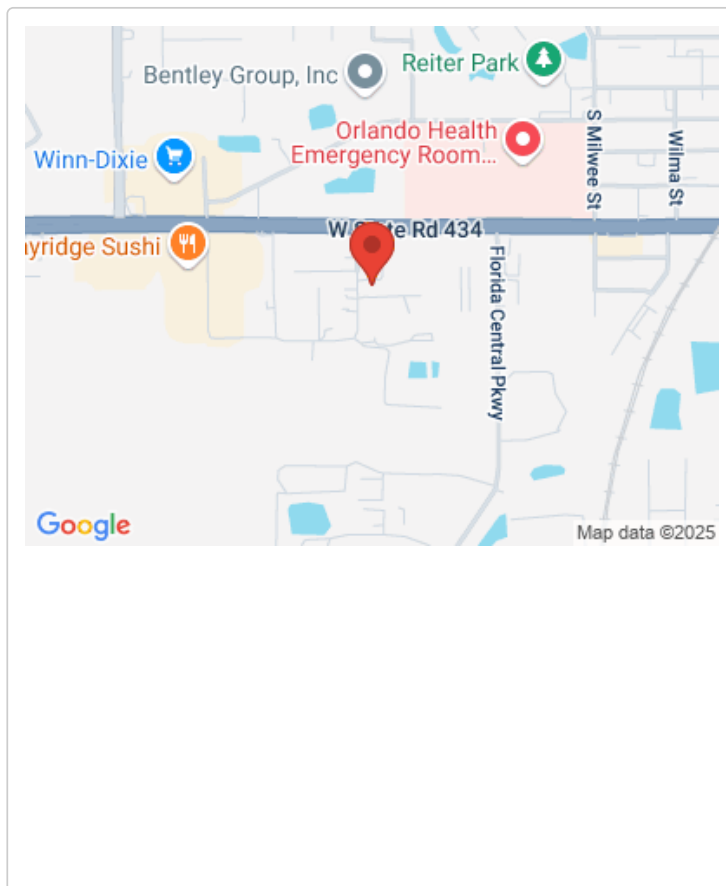 Bentley Group, Inc
Reiter Park
Orlando Health
Emergency Room...
Winn-Dixie
S Milwee St
Wilma St
W Rd 434
yridge Sushi
Florida Central Pkwy
Google
Map data ©2025